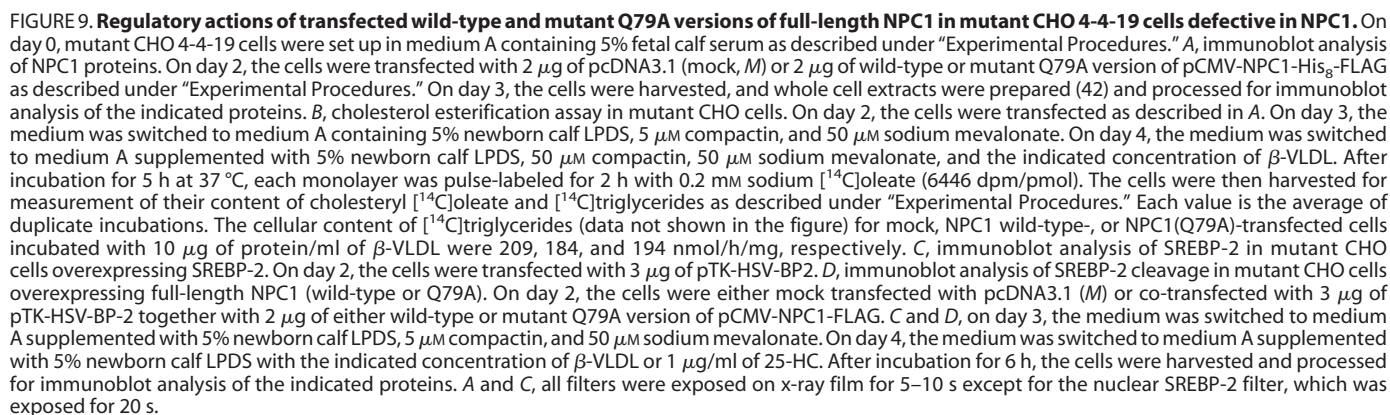 FIGURE 9. Regulatory actions of transfected wild-type and mutant Q79A versions of full-length NPC1 in mutant CHO 4-4-19 cells defective in NPC1. On
day 0, mutant CHO 4-4-19 cells were set up in medium A containing 5% fetal calf serum as described under “Experimental Procedures.” A, immunoblot analysis
of NPC1 proteins. On day 2, the cells were transfected with 2 μg of pcDNA3.1 (mock, M) or 2 μg of wild-type or mutant Q79A version of pCMV-NPC1-His₈-FLAG
as described under “Experimental Procedures.” On day 3, the cells were harvested, and whole cell extracts were prepared (42) and processed for immunoblot
analysis of the indicated proteins. B, cholesterol esterification assay in mutant CHO cells. On day 2, the cells were transfected as described in A. On day 3, the
medium was switched to medium A containing 5% newborn calf LPDS, 5 μM compactin, and 50 μM sodium mevalonate. On day 4, the medium was switched
to medium A supplemented with 5% newborn calf LPDS, 50 μM compactin, 50 μM sodium mevalonate, and the indicated concentration of β-VLDL. After
incubation for 5 h at 37 °C, each monolayer was pulse-labeled for 2 h with 0.2 mM sodium [¹⁴C]oleate (6446 dpm/pmol). The cells were then harvested for
measurement of their content of cholesteryl [¹⁴C]oleate and [¹⁴C]triglycerides as described under “Experimental Procedures.” Each value is the average of
duplicate incubations. The cellular content of [¹⁴C]triglycerides (data not shown in the figure) for mock, NPC1 wild-type-, or NPC1(Q79A)-transfected cells
incubated with 10 μg of protein/ml of β-VLDL were 209, 184, and 194 nmol/h/mg, respectively. C, immunoblot analysis of SREBP-2 in mutant CHO
cells overexpressing SREBP-2. On day 2, the cells were transfected with 3 μg of pTK-HSV-BP2. D, immunoblot analysis of SREBP-2 cleavage in mutant CHO cells
overexpressing full-length NPC1 (wild-type or Q79A). On day 2, the cells were either mock transfected with pcDNA3.1 (M) or co-transfected with 3 μg of
pTK-HSV-BP-2 together with 2 μg of either wild-type or mutant Q79A version of pCMV-NPC1-FLAG. C and D, on day 3, the medium was switched to medium
A supplemented with 5% newborn calf LPDS, 5 μM compactin, and 50 μM sodium mevalonate. On day 4, the medium was switched to medium A supplemented
with 5% newborn calf LPDS with the indicated concentration of β-VLDL or 1 μg/ml of 25-HC. After incubation for 6 h, the cells were harvested and processed
for immunoblot analysis of the indicated proteins. A and C, all filters were exposed on x-ray film for 5–10 s except for the nuclear SREBP-2 filter, which was
exposed for 20 s.